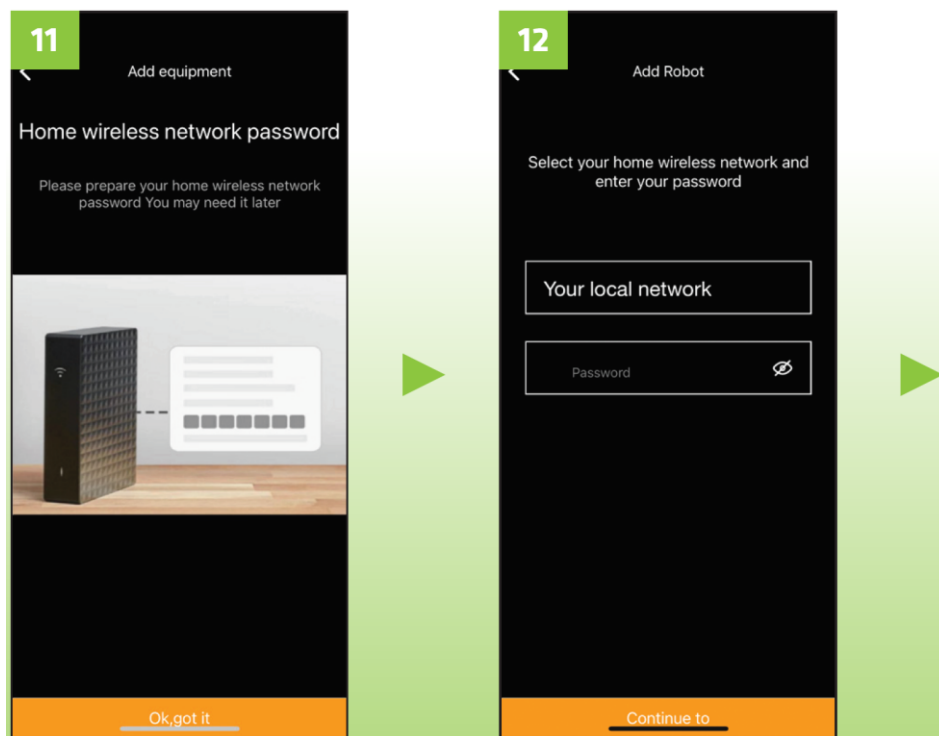 11
Add equipment
Home wireless network password
Please prepare your home wireless network
password You may need it later
Ok,got it
12
Add Robot
Select your home wireless network and
enter your password
Your local network
Password
Continue to